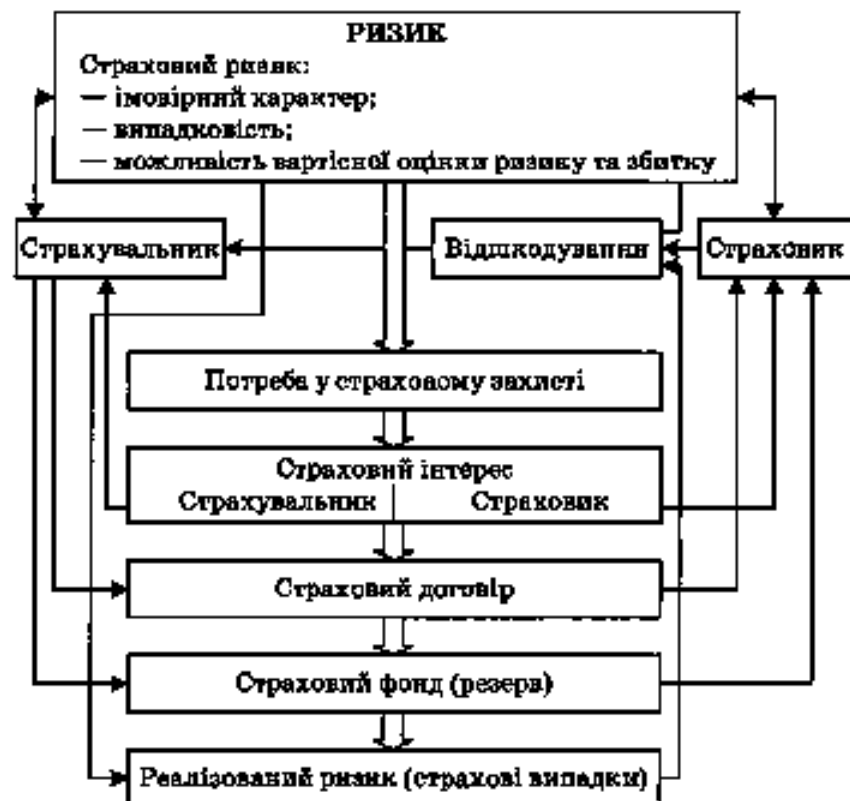 РИЗИК
Страховий ризик:
— імовірний характер;
— випадковість;
— можливість вартісної оцінки ризику та збитку
Страхувальник
Відшкодування
Страховик
Потреба у страховому захисті
Страховий інтерес
Страхувальник
Страховик
Страховий договір
Страховий фонд (резерв)
Реалізований ризик (страхові випадки)